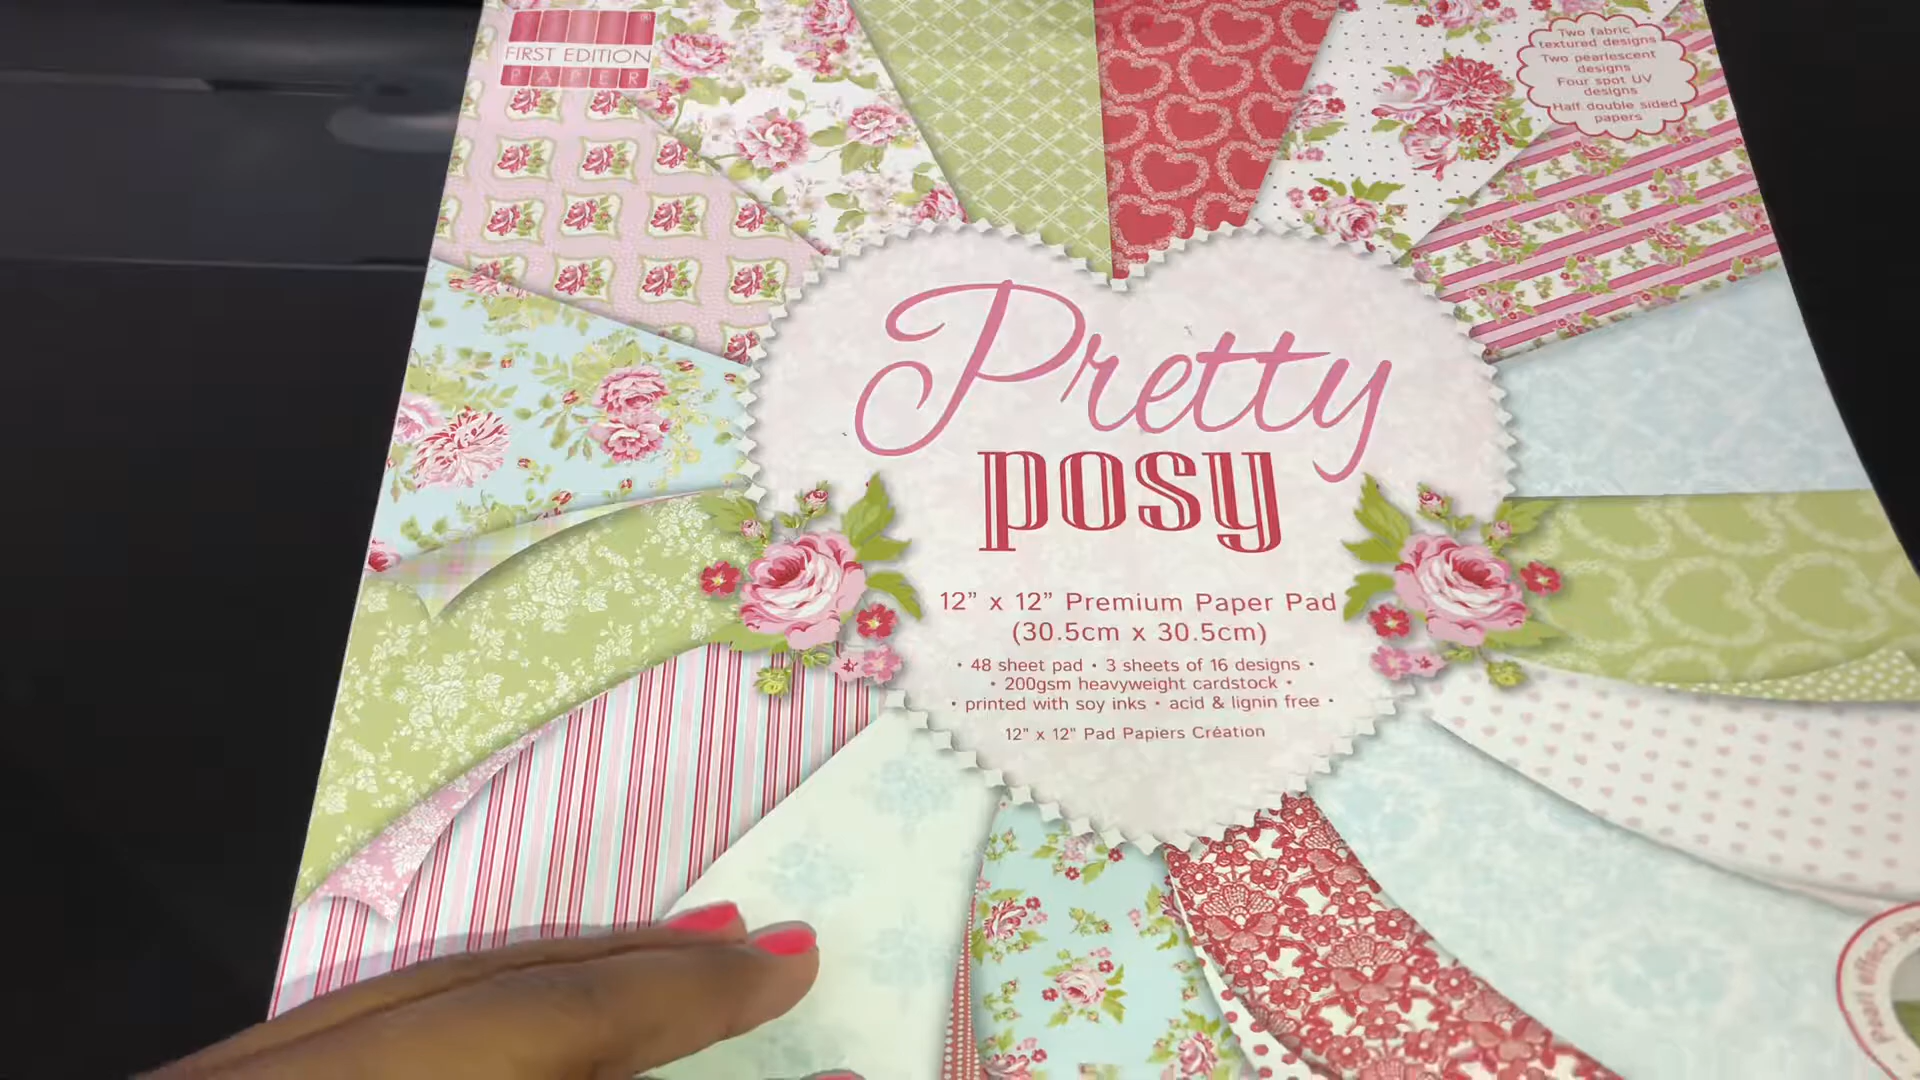 FIRST EDITION
PAPER
Two fabric
textured designs
Two pearlescent
designs
Four spot UV
designs
Half double sided
papers
Pretty
posy
12” x 12” Premium Paper Pad
(30.5cm x 30.5cm)
• 48 sheet pad • 3 sheets of 16 designs •
• 200gsm heavyweight cardstock •
• printed with soy inks • acid & lignin free •
12" x 12" Pad Papiers Création
Pearl effect